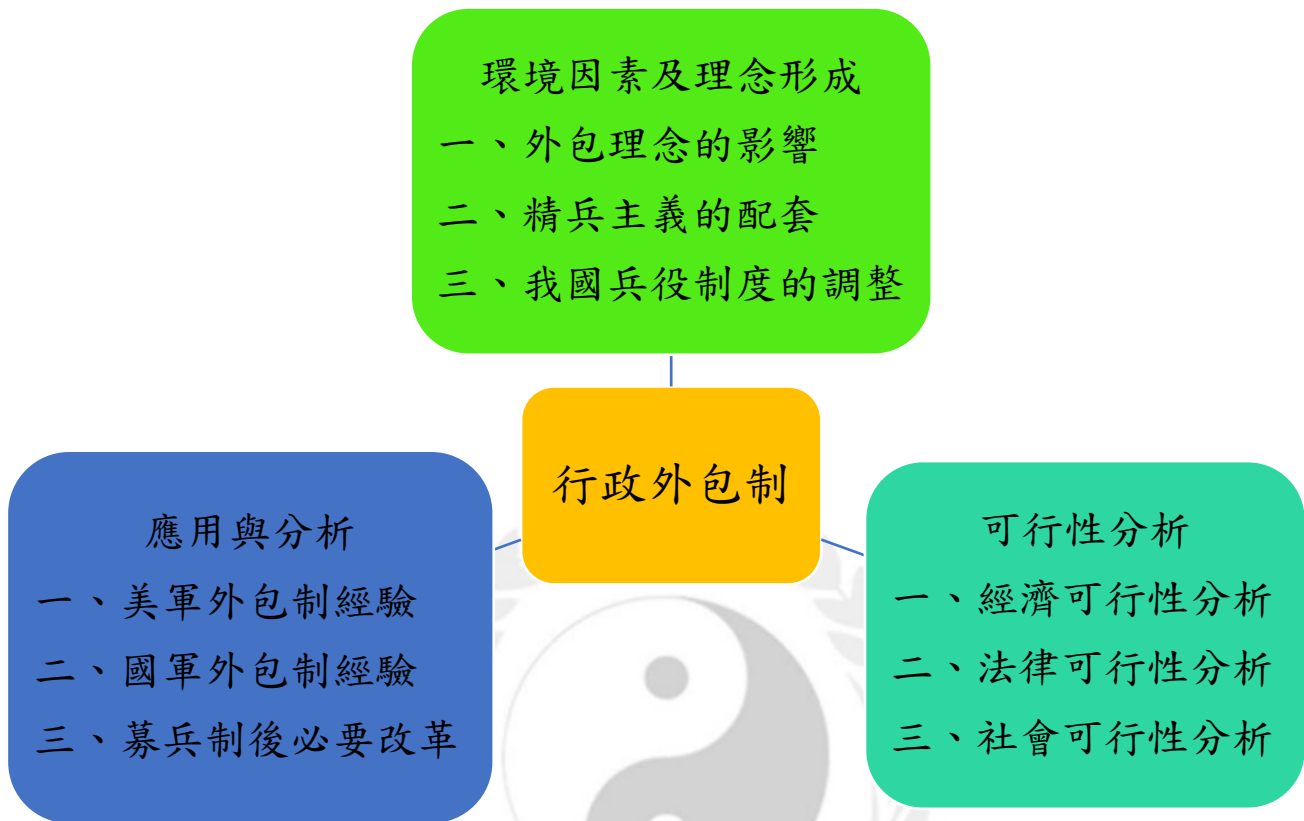 環境因素及理念形成
一、外包理念的影響
二、精兵主義的配套
三、我國兵役制度的調整
行政外包制
應用與分析
一、美軍外包制經驗
二、國軍外包制經驗
三、募兵制後必要改革
可行性分析
一、經濟可行性分析
二、法律可行性分析
三、社會可行性分析